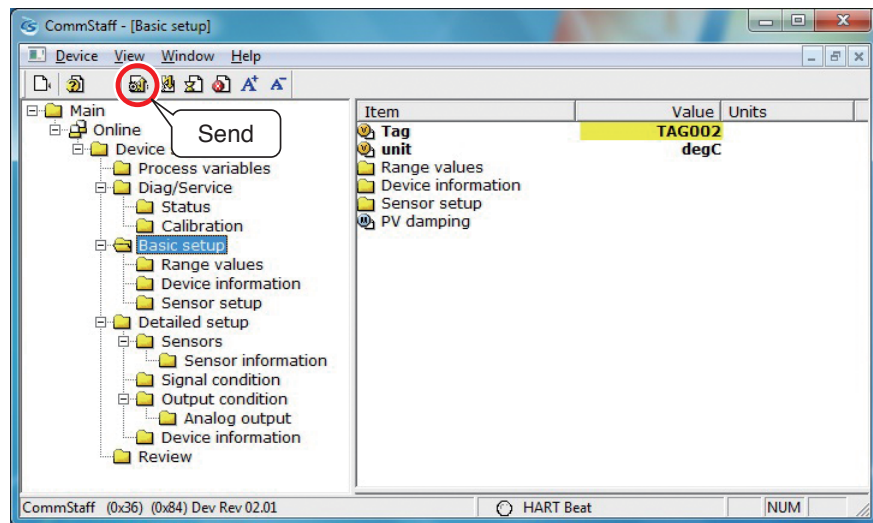 CommStaff - [Basic setup]
Device View Window Help
Send
Main
Online
Device
Process variables
Diag/Service
Status
Calibration
Basic setup
Range values
Device information
Sensor setup
Detailed setup
Sensors
Sensor information
Signal condition
Output condition
Analog output
Device information
Review
Item Value Units
Tag TAG002
unit degC
Range values
Device information
Sensor setup
PV damping
CommStaff (0x36) (0x84) Dev Rev 02.01 HART Beat NUM